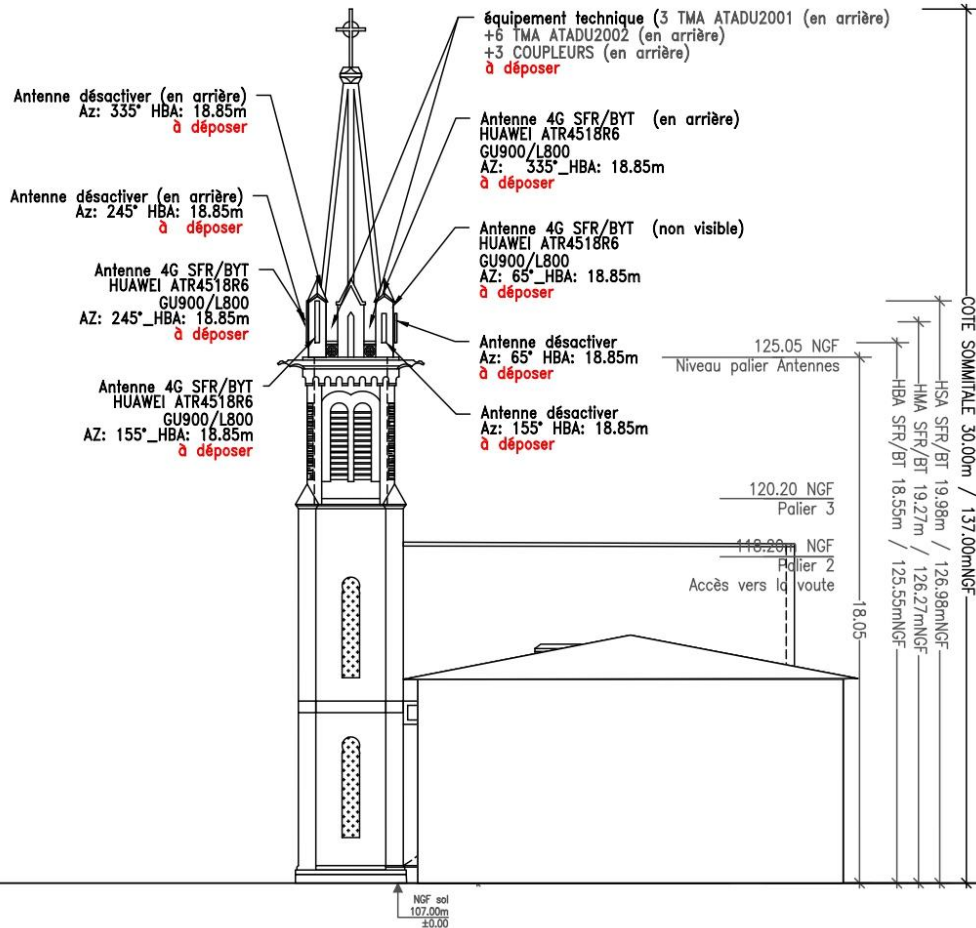 équipement technique (3 TMA ATADU2001 (en arrière)
+6 TMA ATADU2002 (en arrière)
+3 COUPLEURS (en arrière)
à déposer
Antenne désactiver (en arrière)
Az: 335° HBA: 18.85m
à déposer
Antenne 4G SFR/BYT (en arrière)
HUAWEI ATR4518R6
GU900/L800
AZ: 335°_HBA: 18.85m
à déposer
Antenne désactiver (en arrière)
Az: 245° HBA: 18.85m
à déposer
Antenne 4G SFR/BYT (non visible)
HUAWEI ATR4518R6
GU900/L800
AZ: 65°_HBA: 18.85m
à déposer
Antenne 4G SFR/BYT
HUAWEI ATR4518R6
GU900/L800
AZ: 245°_HBA: 18.85m
à déposer
Antenne désactiver
Az: 65° HBA: 18.85m
à déposer
Antenne 4G SFR/BYT
HUAWEI ATR4518R6
GU900/L800
AZ: 155°_HBA: 18.85m
à déposer
Antenne désactiver
Az: 155° HBA: 18.85m
à déposer
125.05 NGF
Niveau palier Antennes
120.20 NGF
Palier 3
118.20m NGF
Palier 2
Accès vers la voute
18.05
HBA SFR/BT 18.55m / 125.55mNGF
HMA SFR/BT 19.27m / 126.27mNGF
HSA SFR/BT 19.98m / 126.98mNGF
COTE SOMMITALE 30.00m / 137.00mNGF
NGF sol
107.00m
±0.00